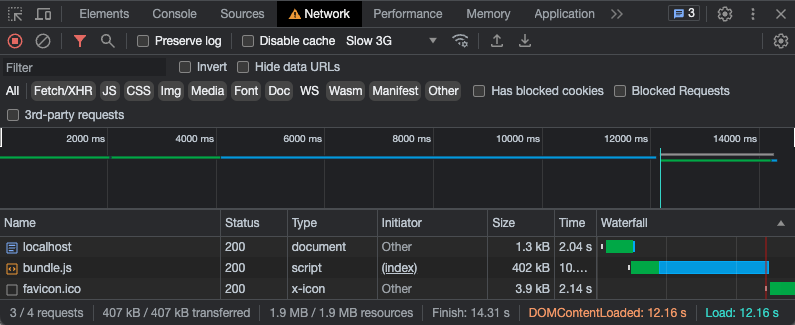 Elements Console Sources Network Performance Memory Application 3
Preserve log Disable cache Slow 3G
Filter Invert Hide data URLs
All Fetch/XHR JS CSS Img Media Font Doc WS Wasm Manifest Other Has blocked cookies Blocked Requests
3rd-party requests
2000 ms 4000 ms 6000 ms 8000 ms 10000 ms 12000 ms 14000 ms
Name Status Type Initiator Size Time Waterfall
localhost 200 document Other 1.3 kB 2.04 s
bundle.js 200 script (index) 402 kB 10....
favicon.ico 200 x-icon Other 3.9 kB 2.14 s
3 / 4 requests 407 kB / 407 kB transferred 1.9 MB / 1.9 MB resources Finish: 14.31 s DOMContentLoaded: 12.16 s Load: 12.16 s